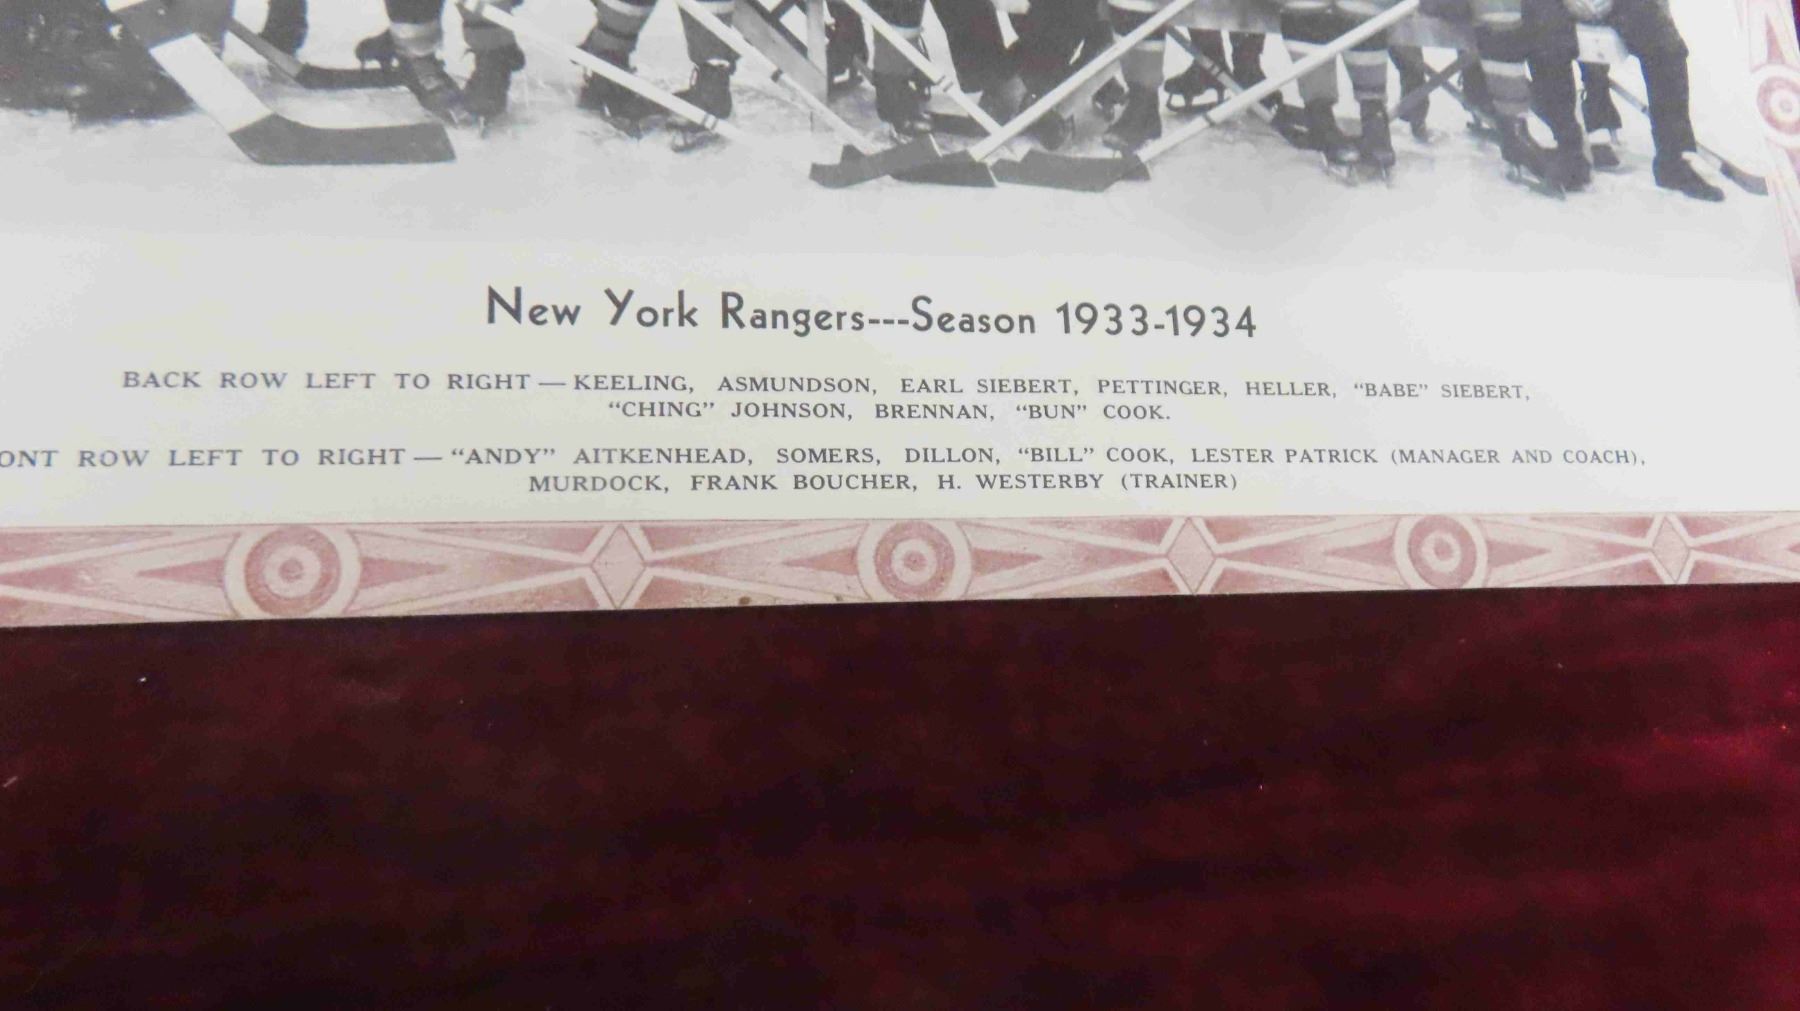 New York Rangers---Season 1933-1934
BACK ROW LEFT TO RIGHT — KEELING, ASMUNDSON, EARL SIEBERT, PETTINGER, HELLER, "BABE" SIEBERT,
"CHING" JOHNSON, BRENNAN, "BUN" COOK.
ONT ROW LEFT TO RIGHT — "ANDY" AITKENHEAD, SOMERS, DILLON, "BILL" COOK, LESTER PATRICK (MANAGER AND COACH),
MURDOCK, FRANK BOUCHER, H. WESTERBY (TRAINER)